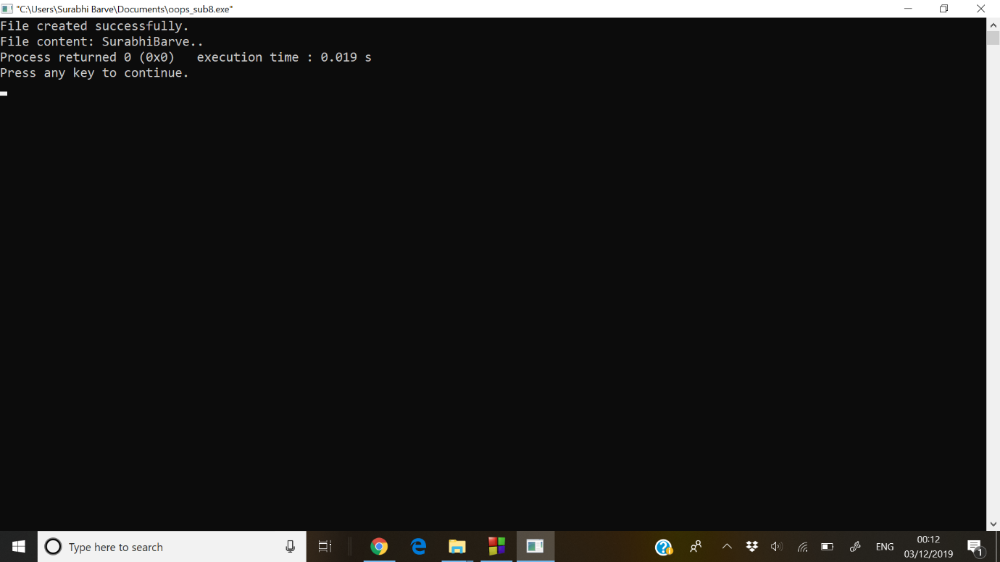 "C:\Users\Surabhi Barve\Documents\oops_sub8.exe"
File created successfully.
File content: SurabhiBarve..
Process returned 0 (0x0)   execution time : 0.019 s
Press any key to continue.
Type here to search
ENG
00:12
03/12/2019
1